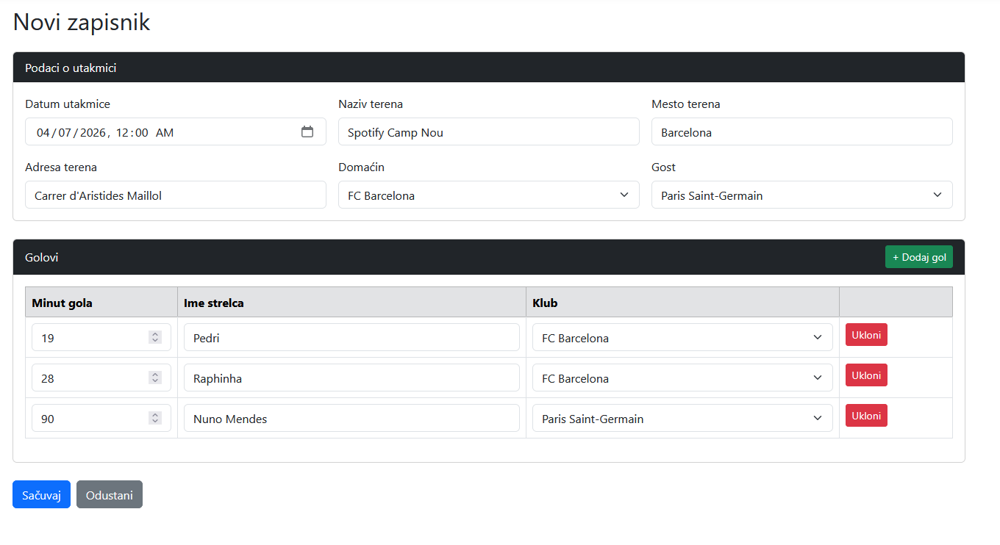 Novi zapisnik
Podaci o utakmici
Datum utakmice Naziv terena Mesto terena
04/07/2026, 12:00 AM Spotify Camp Nou Barcelona
Adresa terena Domaćin Gost
Carrer d'Aristides Maillol FC Barcelona Paris Saint-Germain
Golovi + Dodaj gol
Minut gola Ime strelca Klub
19 Pedri FC Barcelona Ukloni
28 Raphinha FC Barcelona Ukloni
90 Nuno Mendes Paris Saint-Germain Ukloni
Sačuvaj Odustani